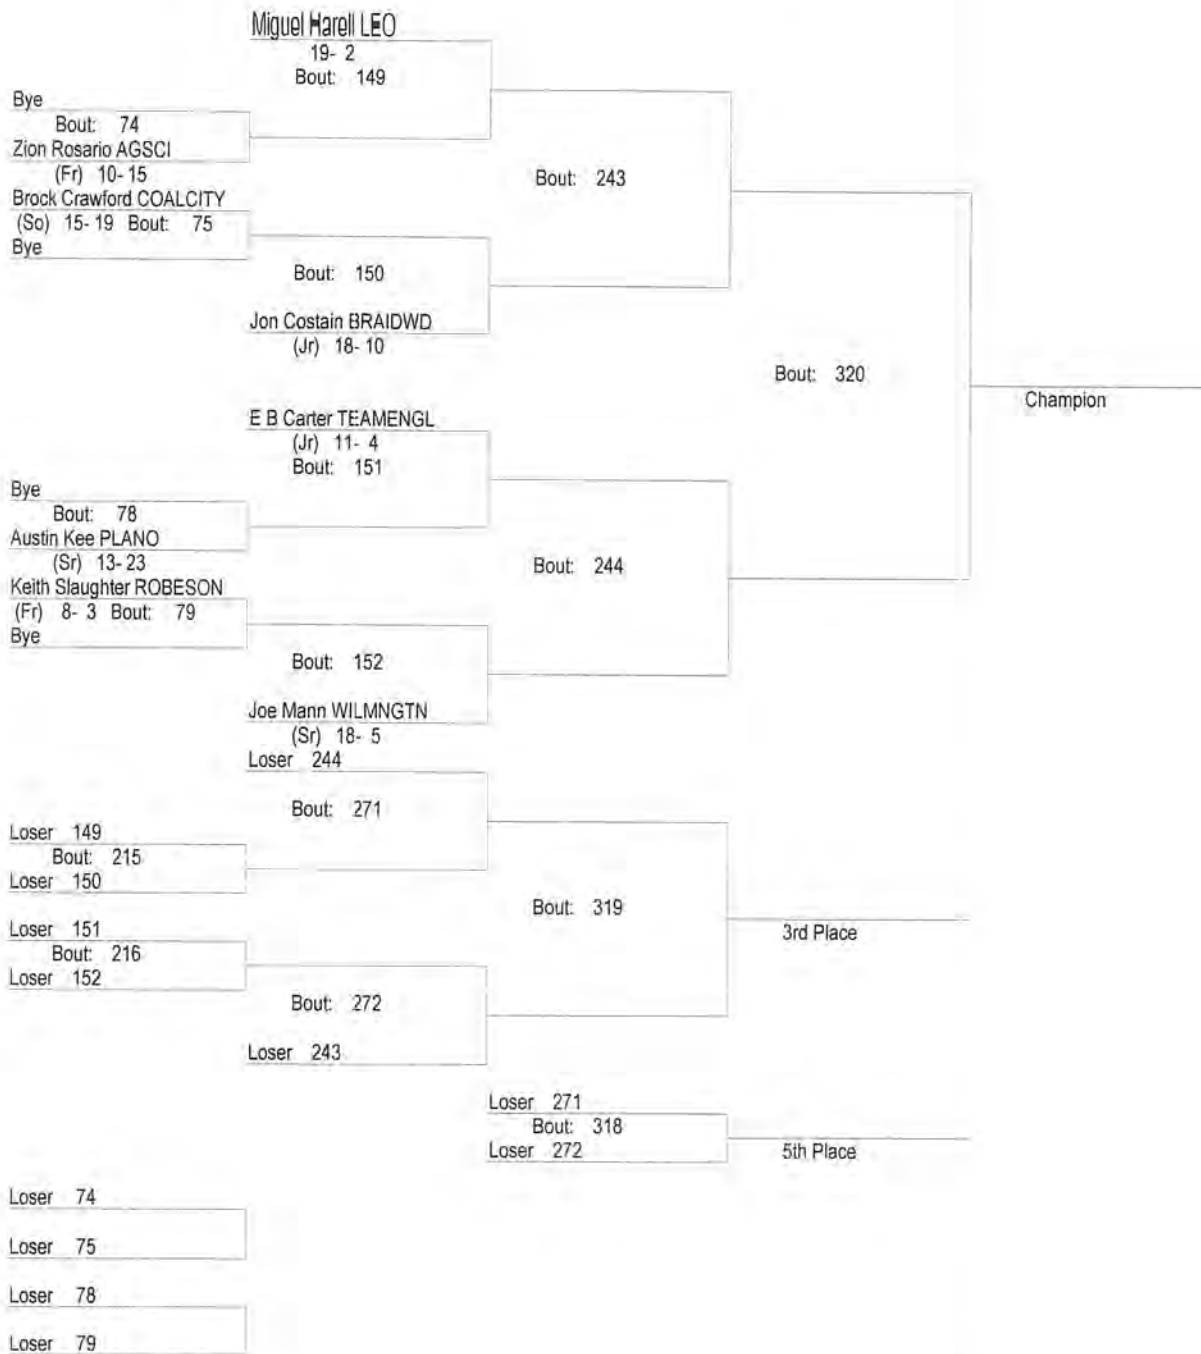 Miguel Harell LEO
19- 2
Bout: 149
Bye
Bout: 74
Zion Rosario AGSCI
(Fr) 10- 15
Brock Crawford COALCITY
(So) 15- 19 Bout: 75
Bye
Bout: 243
Bout: 150
Jon Costain BRAIDWD
(Jr) 18- 10
Bout: 320
Champion
E B Carter TEAMENGL
(Jr) 11- 4
Bout: 151
Bye
Bout: 78
Austin Kee PLANO
(Sr) 13- 23
Keith Slaughter ROBESON
(Fr) 8- 3 Bout: 79
Bye
Bout: 244
Bout: 152
Joe Mann WILMNGTN
(Sr) 18- 5
Loser 244
Bout: 271
Loser 149
Bout: 215
Loser 150
Bout: 319
3rd Place
Loser 151
Bout: 216
Loser 152
Bout: 272
Loser 243
Loser 271
Bout: 318
Loser 272
5th Place
Loser 74
Loser 75
Loser 78
Loser 79